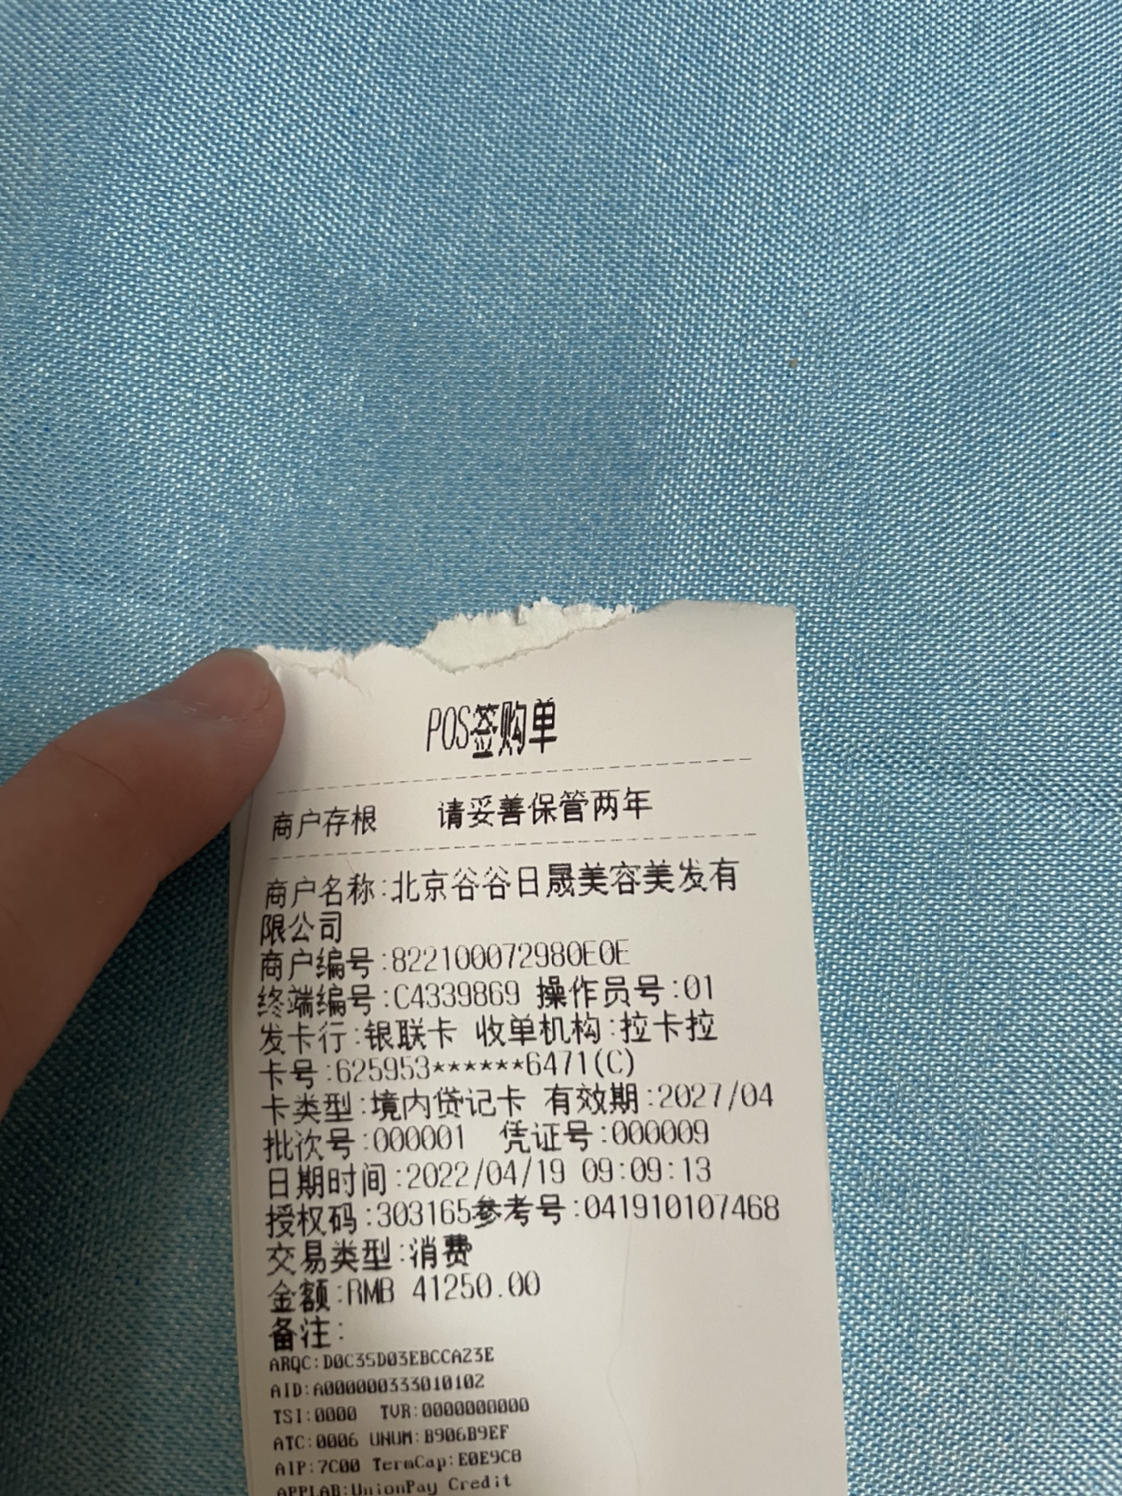 POS签购单
商户存根 请妥善保管两年
商户名称:北京谷谷日晟美容美发有
限公司
商户编号:822100072980E0E
终端编号:C4339869 操作员号:01
发卡行:银联卡 收单机构:拉卡拉
卡号:625953******6471(C)
卡类型:境内贷记卡 有效期:2027/04
批次号:000001 凭证号:000009
日期时间:2022/04/19 09:09:13
授权码:303165参考号:041910107468
交易类型:消费
金额:RMB 41250.00
备注:
ARQC:D0C35D03EBCCA23E
AID:A000000333010102
TSI:0000 TVR:0000000000
ATC:0006 UNUM:B906B9EF
AIP:7C00 TermCap:E0E9C8
APPLAB:UnionPay Credit